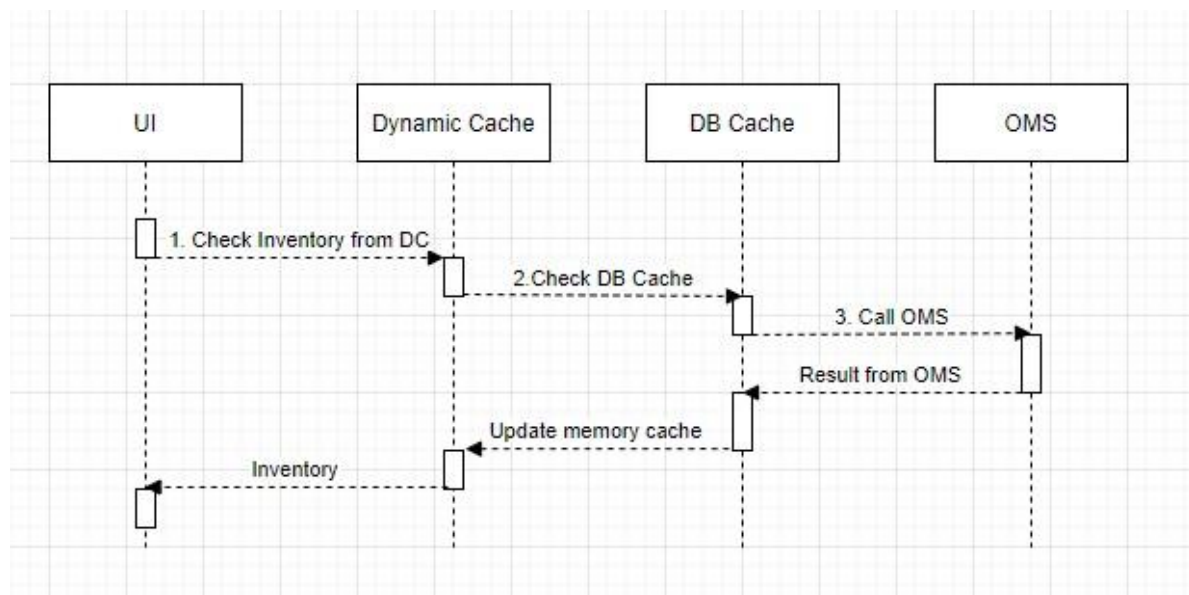 UI
Dynamic Cache
DB Cache
OMS
1. Check Inventory from DC
2.Check DB Cache
3. Call OMS
Result from OMS
Update memory cache
Inventory